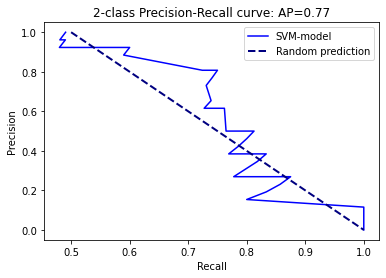 2-class Precision-Recall curve: AP=0.77
SVM-model
Random prediction
Precision
1.0
0.8
0.6
0.4
0.2
0.0
0.5
0.6
0.7
0.8
0.9
1.0
Recall